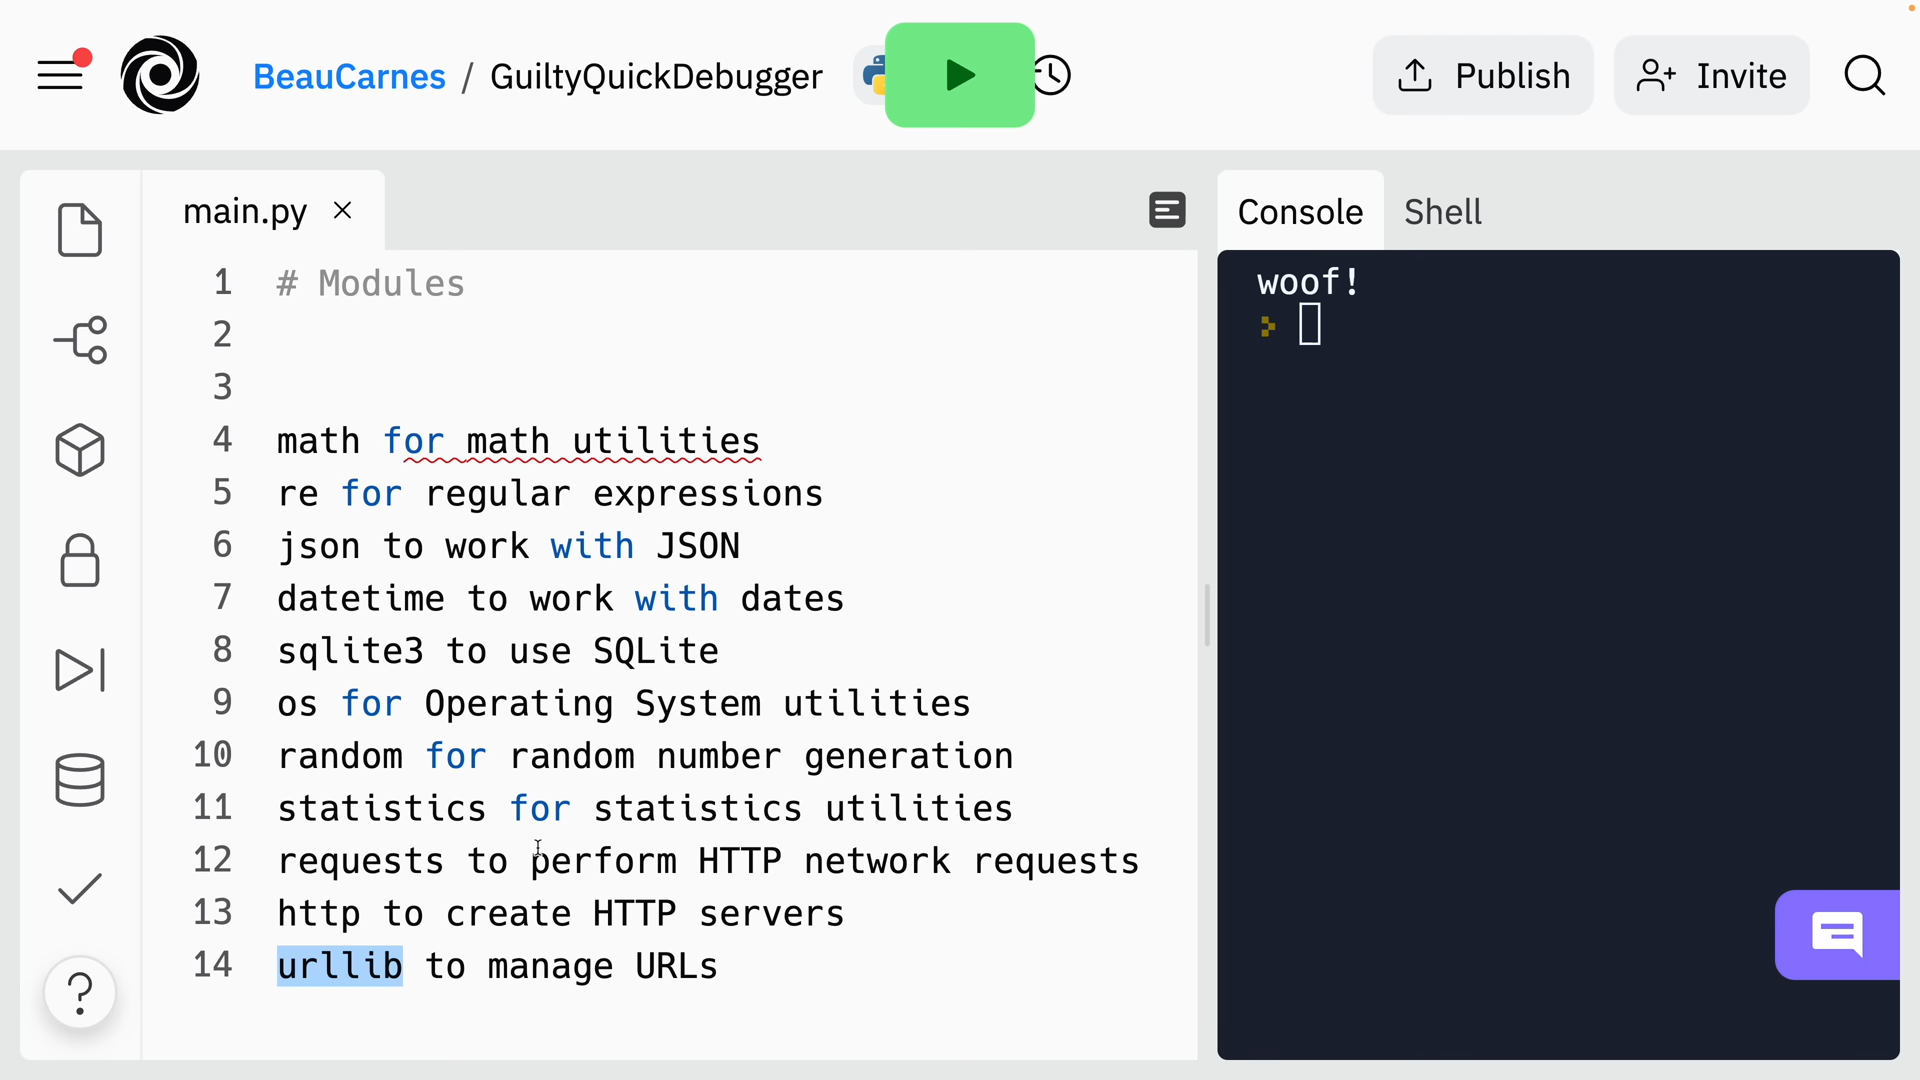 BeauCarnes / GuiltyQuickDebugger
Publish
Invite
main.py
Console
Shell
1 # Modules
2
3
4 math for math utilities
5 re for regular expressions
6 json to work with JSON
7 datetime to work with dates
8 sqlite3 to use SQLite
9 os for Operating System utilities
10 random for random number generation
11 statistics for statistics utilities
12 requests to perform HTTP network requests
13 http to create HTTP servers
14 urllib to manage URLs
woof!